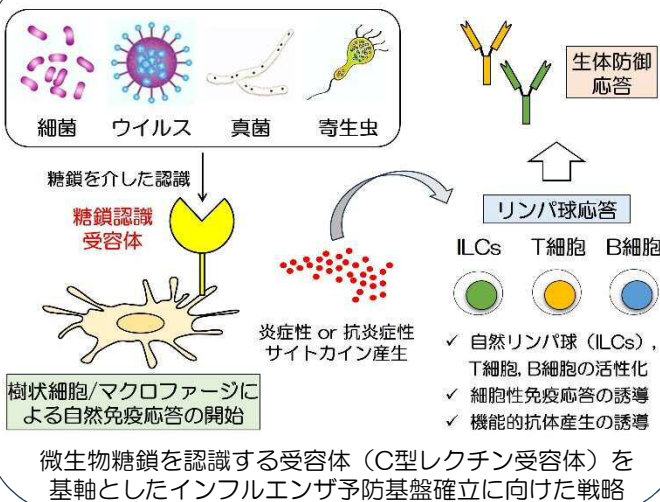 細菌 ウイルス 真菌 寄生虫
糖鎖を介した認識
糖鎖認識
受容体
樹状細胞/マクロファージに
よる自然免疫応答の開始
炎症性 or 抗炎症性
サイトカイン産生
生体防御
応答
リンパ球応答
ILCs T細胞 B細胞
✓ 自然リンパ球（ILCs）,
T細胞, B細胞の活性化
✓ 細胞性免疫応答の誘導
✓ 機能的抗体産生の誘導
微生物糖鎖を認識する受容体（C型レクチン受容体）を
基軸としたインフルエンザ予防基盤確立に向けた戦略